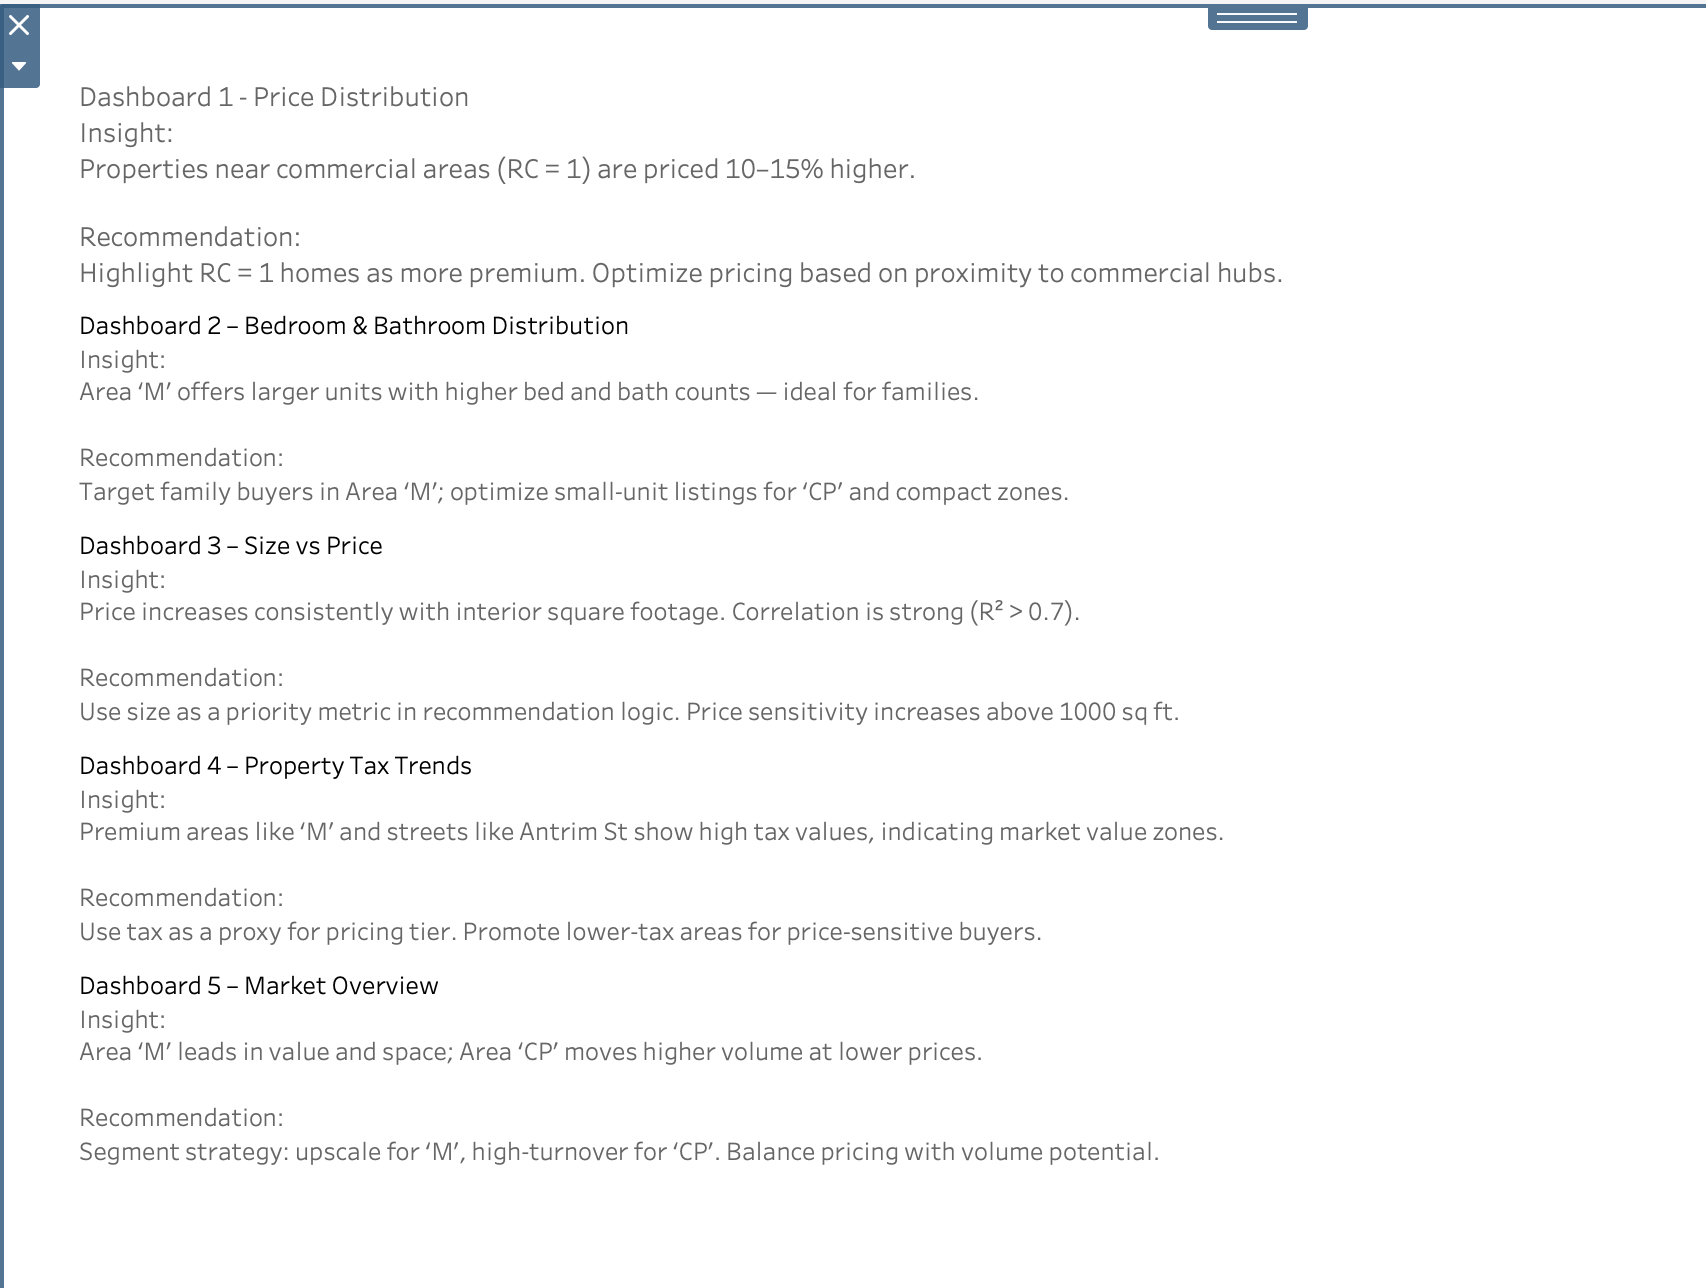 Dashboard 1 - Price Distribution
Insight:
Properties near commercial areas (RC = 1) are priced 10–15% higher.
Recommendation:
Highlight RC = 1 homes as more premium. Optimize pricing based on proximity to commercial hubs.
Dashboard 2 – Bedroom & Bathroom Distribution
Insight:
Area ‘M’ offers larger units with higher bed and bath counts — ideal for families.
Recommendation:
Target family buyers in Area ‘M’; optimize small-unit listings for ‘CP’ and compact zones.
Dashboard 3 – Size vs Price
Insight:
Price increases consistently with interior square footage. Correlation is strong (R² > 0.7).
Recommendation:
Use size as a priority metric in recommendation logic. Price sensitivity increases above 1000 sq ft.
Dashboard 4 – Property Tax Trends
Insight:
Premium areas like ‘M’ and streets like Antrim St show high tax values, indicating market value zones.
Recommendation:
Use tax as a proxy for pricing tier. Promote lower-tax areas for price-sensitive buyers.
Dashboard 5 – Market Overview
Insight:
Area ‘M’ leads in value and space; Area ‘CP’ moves higher volume at lower prices.
Recommendation:
Segment strategy: upscale for ‘M’, high-turnover for ‘CP’. Balance pricing with volume potential.